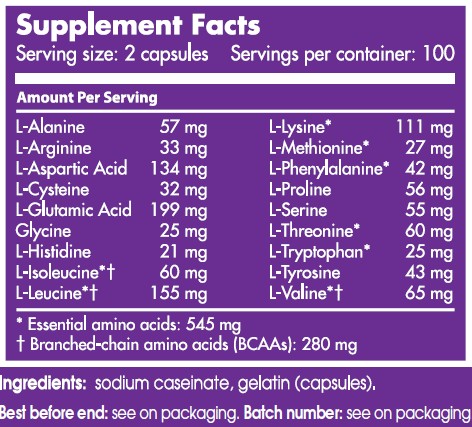 Supplement Facts
Serving size: 2 capsules Servings per container: 100
Amount Per Serving
L-Alanine 57 mg L-Lysine* 111 mg
L-Arginine 33 mg L-Methionine* 27 mg
L-Aspartic Acid 134 mg L-Phenylalanine* 42 mg
L-Cysteine 32 mg L-Proline 56 mg
L-Glutamic Acid 199 mg L-Serine 55 mg
Glycine 25 mg L-Threonine* 60 mg
L-Histidine 21 mg L-Tryptophan* 25 mg
L-Isoleucine*† 60 mg L-Tyrosine 43 mg
L-Leucine*† 155 mg L-Valine*† 65 mg
* Essential amino acids: 545 mg
† Branched-chain amino acids (BCAAs): 280 mg
Ingredients: sodium caseinate, gelatin (capsules).
Best before end: see on packaging. Batch number: see on packaging